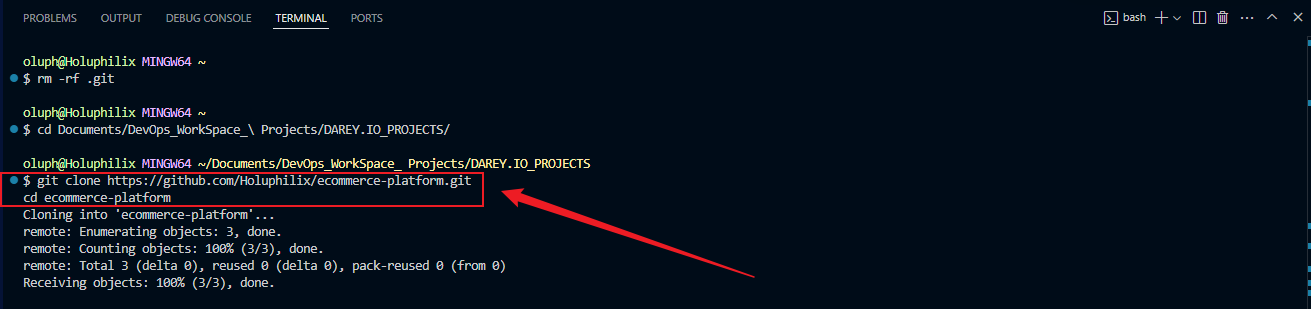 PROBLEMS OUTPUT DEBUG CONSOLE TERMINAL PORTS bash
oluph@Holuphilix MINGW64 ~
$ rm -rf .git
oluph@Holuphilix MINGW64 ~
$ cd Documents/DevOps_WorkSpace_\ Projects/DAREY.IO_PROJECTS/
oluph@Holuphilix MINGW64 ~/Documents/DevOps_WorkSpace_ Projects/DAREY.IO_PROJECTS
$ git clone https://github.com/Holuphilix/ecommerce-platform.git
cd ecommerce-platform
Cloning into 'ecommerce-platform'...
remote: Enumerating objects: 3, done.
remote: Counting objects: 100% (3/3), done.
remote: Total 3 (delta 0), reused 0 (delta 0), pack-reused 0 (from 0)
Receiving objects: 100% (3/3), done.